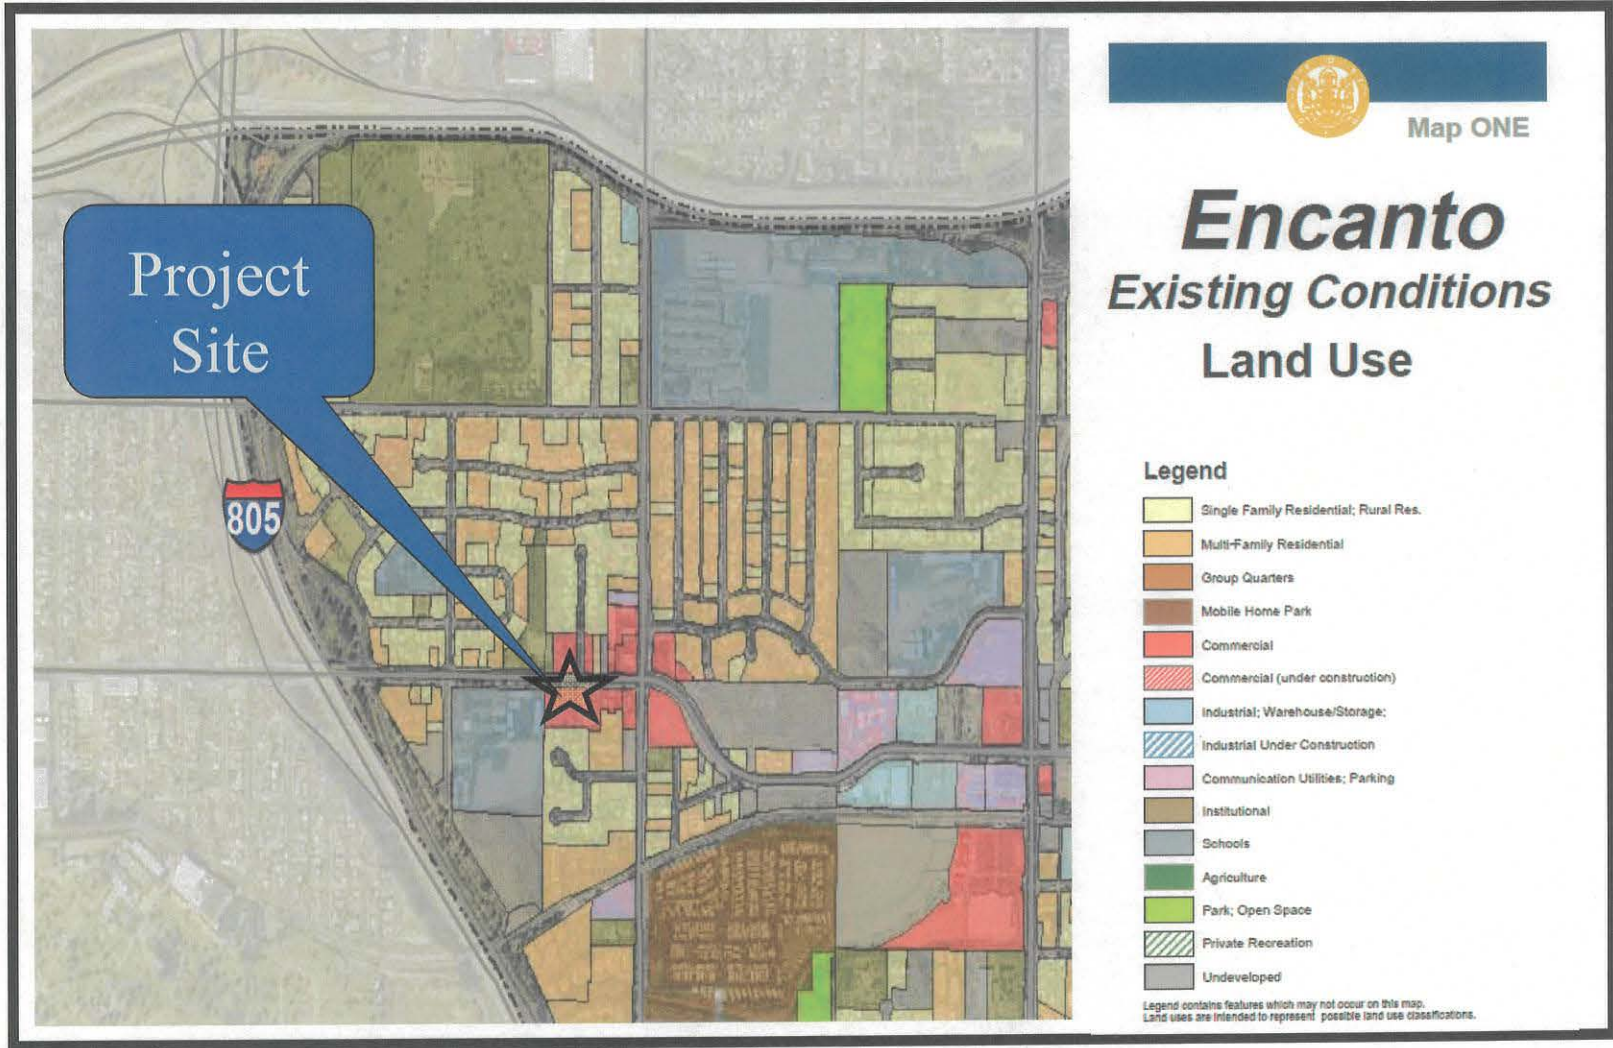 Map ONE
Encanto
Existing Conditions
Land Use
Project
Site
805
Legend
Single Family Residential; Rural Res.
Multi-Family Residential
Group Quarters
Mobile Home Park
Commercial
Commercial (under construction)
Industrial; Warehouse/Storage;
Industrial Under Construction
Communication Utilities; Parking
Institutional
Schools
Agriculture
Park; Open Space
Private Recreation
Undeveloped
Legend contains features which may not occur on this map.
Land uses are intended to represent possible land use classifications.